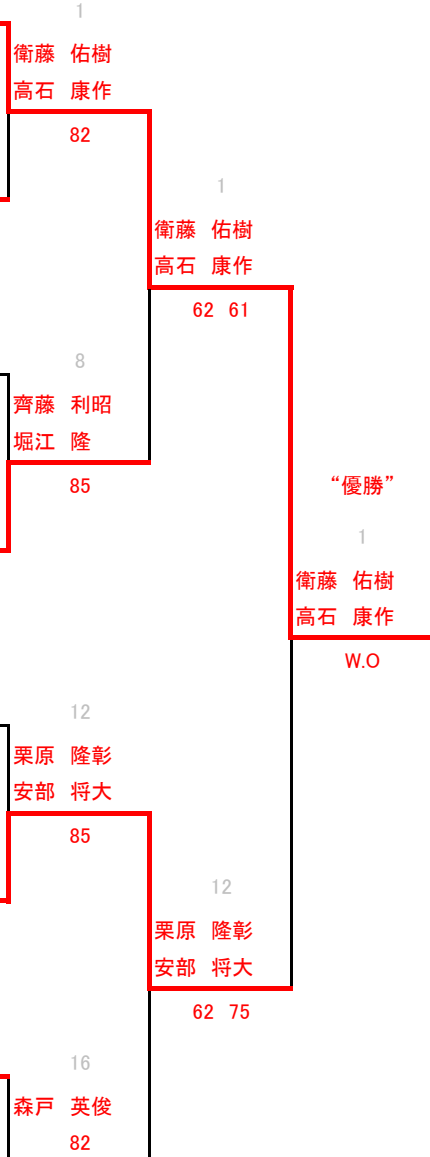 1
衛藤 佑樹
高石 康作
82
1
衛藤 佑樹
高石 康作
62 61
8
齊藤 利昭
堀江 隆
85
“優勝”
1
衛藤 佑樹
高石 康作
W.O
12
栗原 隆彰
安部 将大
85
12
栗原 隆彰
安部 将大
62 75
16
森戸 英俊
82